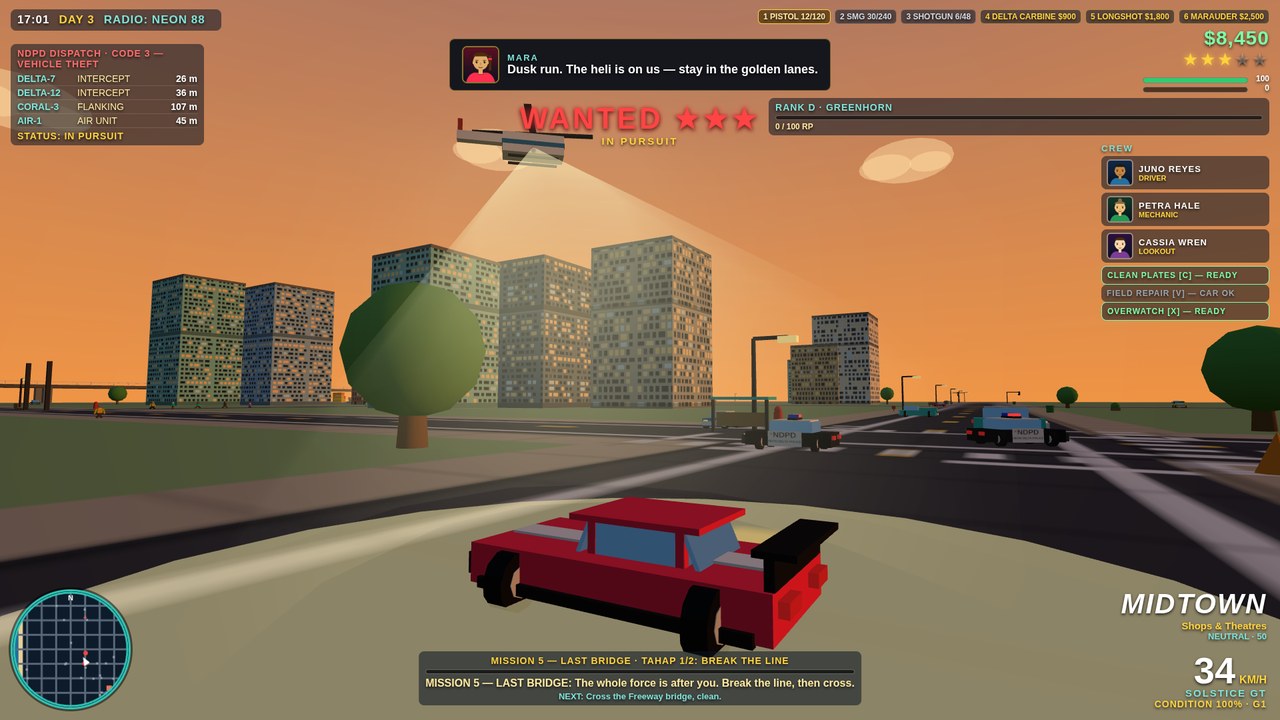 17:01 DAY 3 RADIO: NEON 88
1 PISTOL 12/120 2 SMG 30/240 3 SHOTGUN 6/48 4 DELTA CARBINE $900 5 LONGSHOT $1,800 6 MARAUDER $2,500
$8,450
100
0
NDPD DISPATCH · CODE 3 —
VEHICLE THEFT
DELTA-7 INTERCEPT 26 m
DELTA-12 INTERCEPT 36 m
CORAL-3 FLANKING 107 m
AIR-1 AIR UNIT 45 m
STATUS: IN PURSUIT
MARA
Dusk run. The heli is on us — stay in the golden lanes.
WANTED ★★★
IN PURSUIT
RANK D · GREENHORN
0 / 100 RP
CREW
JUNO REYES
DRIVER
PETRA HALE
MECHANIC
CASSIA WREN
LOOKOUT
CLEAN PLATES [C] — READY
FIELD REPAIR [V] — CAR OK
OVERWATCH [X] — READY
NDPD
NDPD
N
MIDTOWN
Shops & Theatres
NEUTRAL · 50
34 KM/H
SOLSTICE GT
CONDITION 100% · G1
MISSION 5 — LAST BRIDGE · TAHAP 1/2: BREAK THE LINE
MISSION 5 — LAST BRIDGE: The whole force is after you. Break the line, then cross.
NEXT: Cross the Freeway bridge, clean.